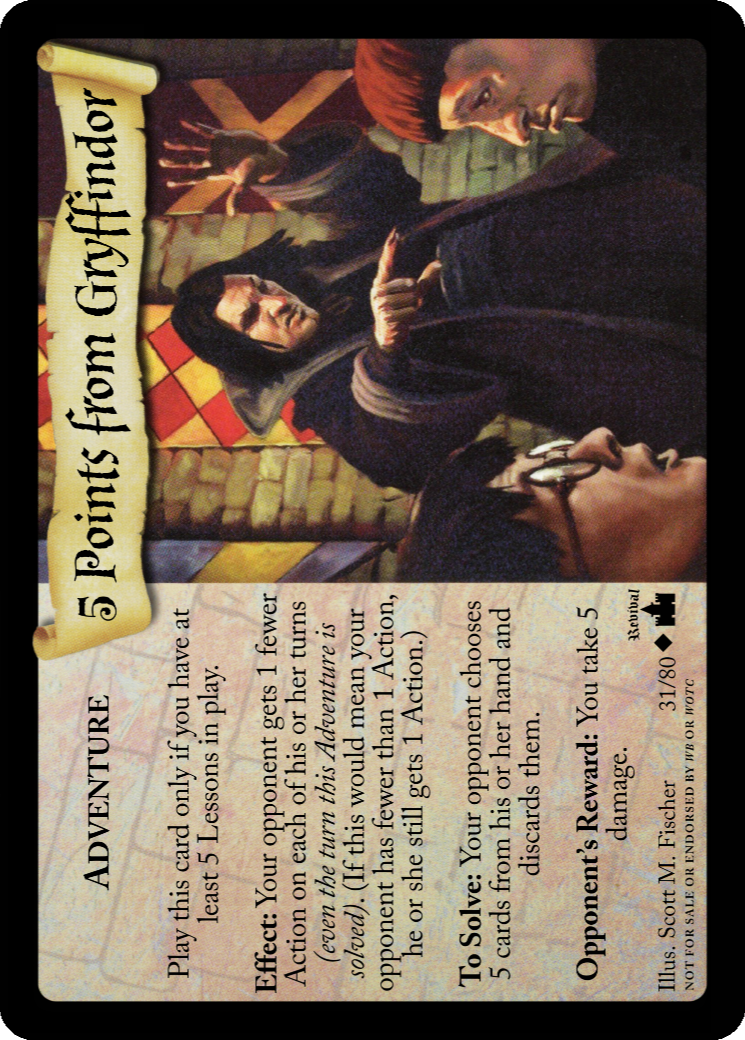 5 Points from Gryffindor
ADVENTURE
Play this card only if you have at
least 5 Lessons in play.
Effect: Your opponent gets 1 fewer
Action on each of his or her turns
(even the turn this Adventure is
solved). (If this would mean your
opponent has fewer than 1 Action,
he or she still gets 1 Action.)
To Solve: Your opponent chooses
5 cards from his or her hand and
discards them.
Opponent's Reward: You take 5
damage.
Revival
Illus. Scott M. Fischer 31/80
NOT FOR SALE OR ENDORSED BY WB OR WOTC